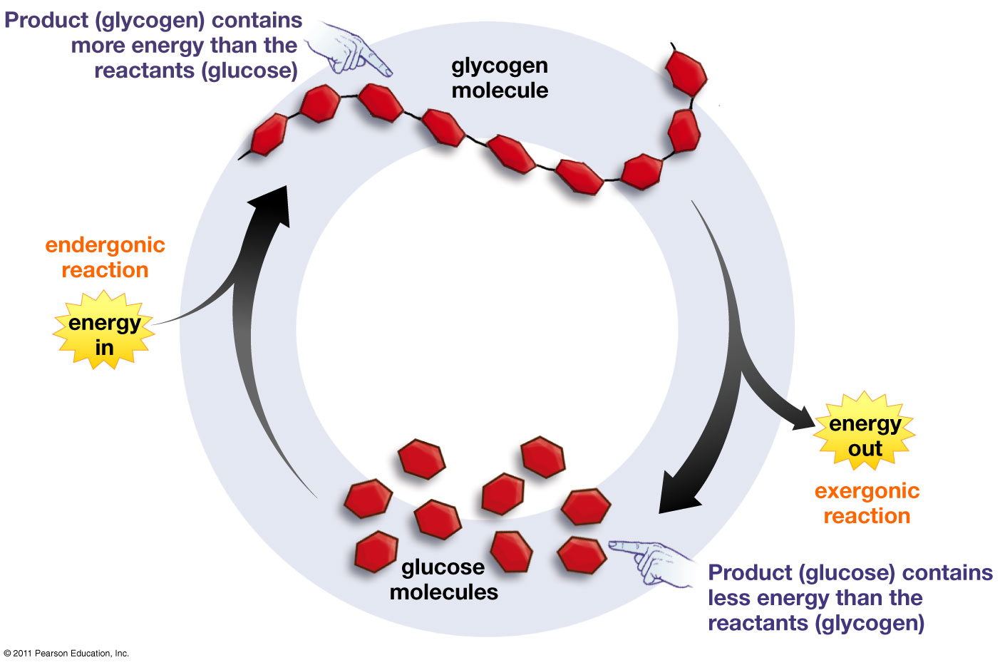 Product (glycogen) contains
more energy than the
reactants (glucose)
glycogen
molecule
endergonic
reaction
energy
in
energy
out
exergonic
reaction
glucose
molecules
Product (glucose) contains
less energy than the
reactants (glycogen)
© 2011 Pearson Education, Inc.